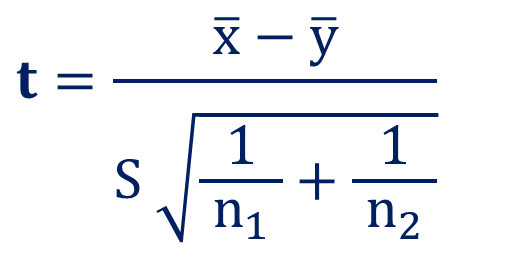 t = x̄ − ȳ / S √(1/n₁ + 1/n₂)